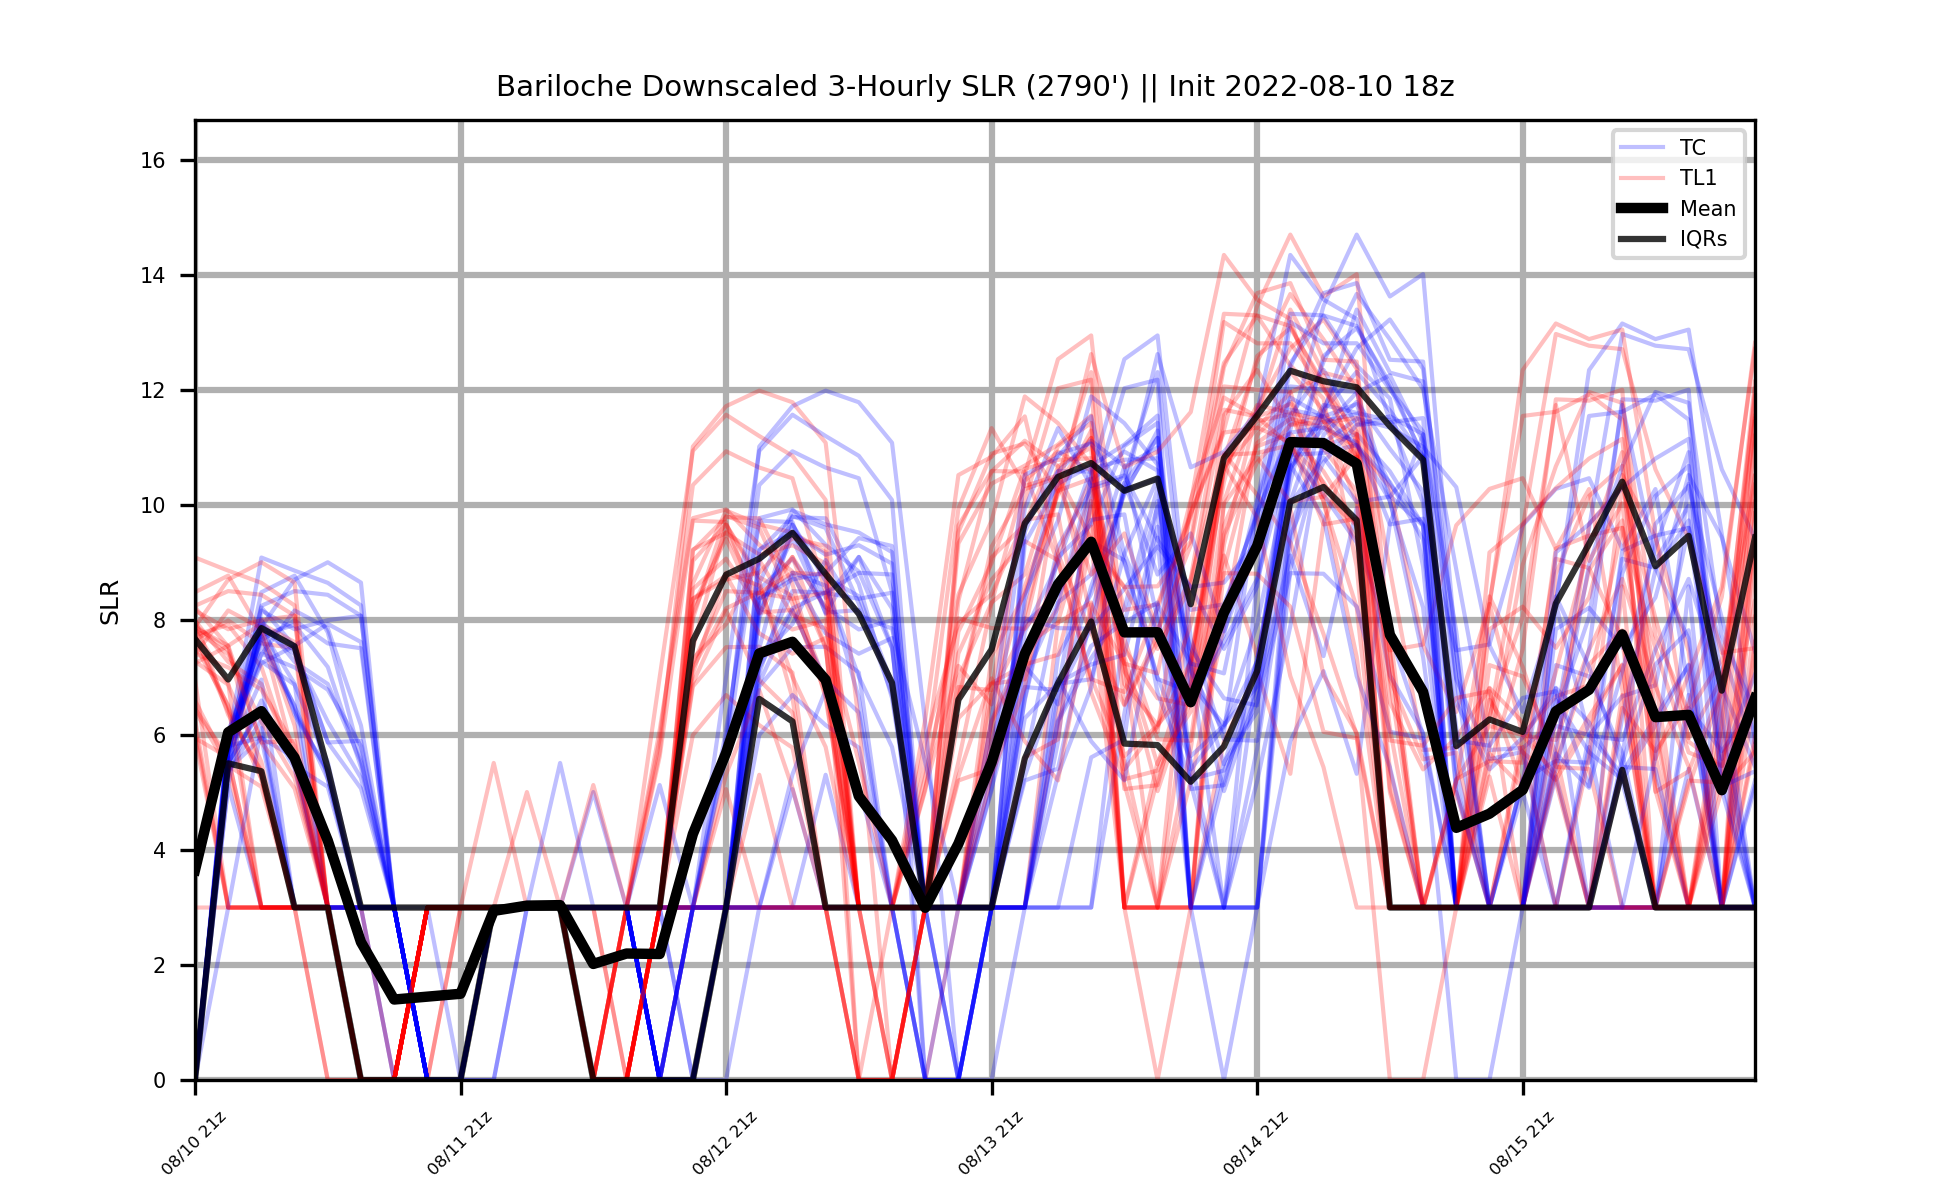 Bariloche Downscaled 3-Hourly SLR (2790') || Init 2022-08-10 18z
TC
TL1
Mean
IQRs
SLR
16
14
12
10
8
6
4
2
0
08/10 21z
08/11 21z
08/12 21z
08/13 21z
08/14 21z
08/15 21z